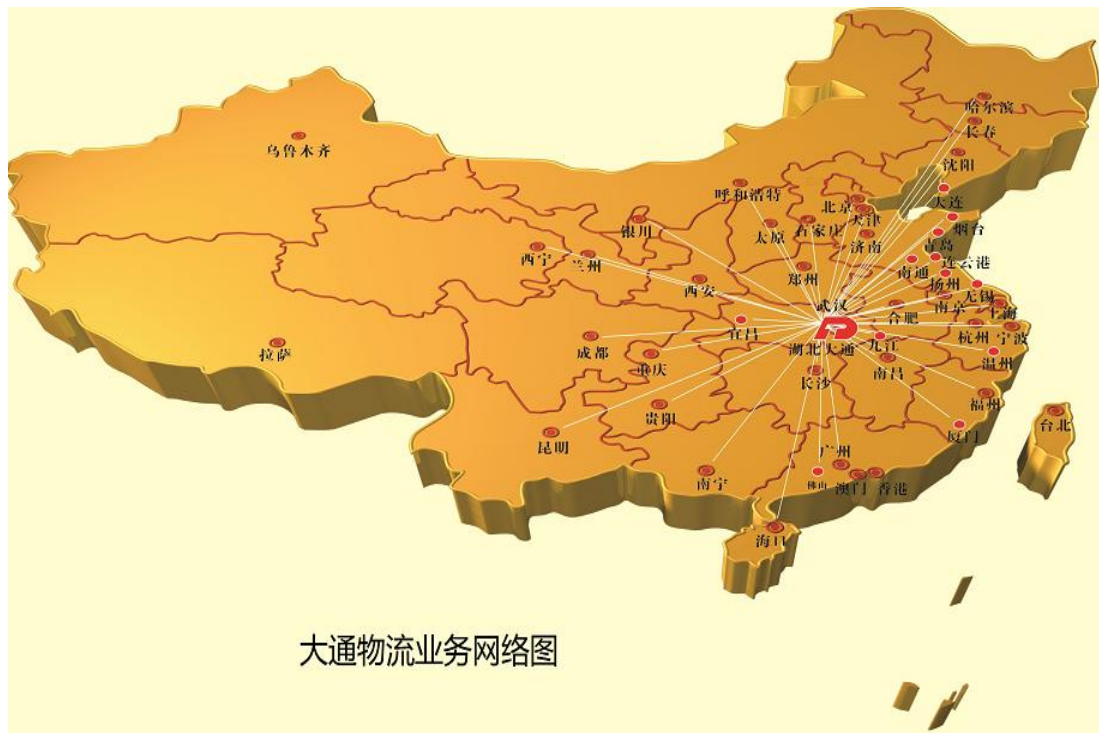 哈尔滨
长春
乌鲁木齐
沈阳
呼和浩特
大连
北京
天津
银川
太原
石家庄
烟台
济南
青岛
西宁
兰州
连云港
南通
郑州
扬州
西安
无锡
武汉
南京
合肥
上海
宜昌
杭州
宁波
九江
湖北大通
拉萨
成都
温州
重庆
南昌
长沙
福州
贵阳
台北
厦门
昆明
广州
南宁
佛山
澳门
香港
海口
大通物流业务网络图